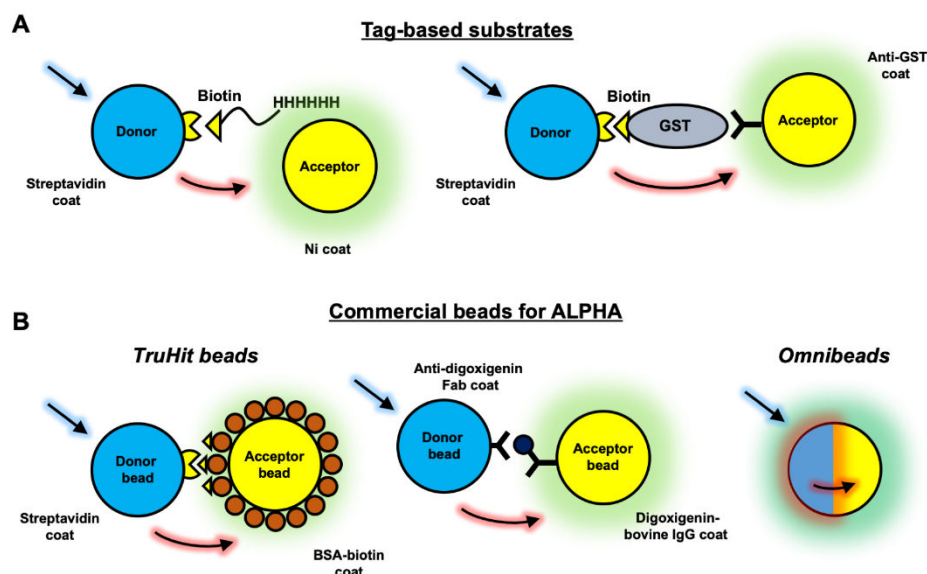 A
Tag-based substrates
Biotin
HHHHHH
Donor
Acceptor
Streptavidin
coat
Ni coat
Anti-GST
coat
Biotin
Donor
GST
Acceptor
Streptavidin
coat
B
Commercial beads for ALPHA
TruHit beads
Donor
bead
Acceptor
bead
Streptavidin
coat
BSA-biotin
coat
Anti-digoxigenin
Fab coat
Donor
bead
Acceptor
bead
Digoxigenin-
bovine IgG coat
Omnibeads